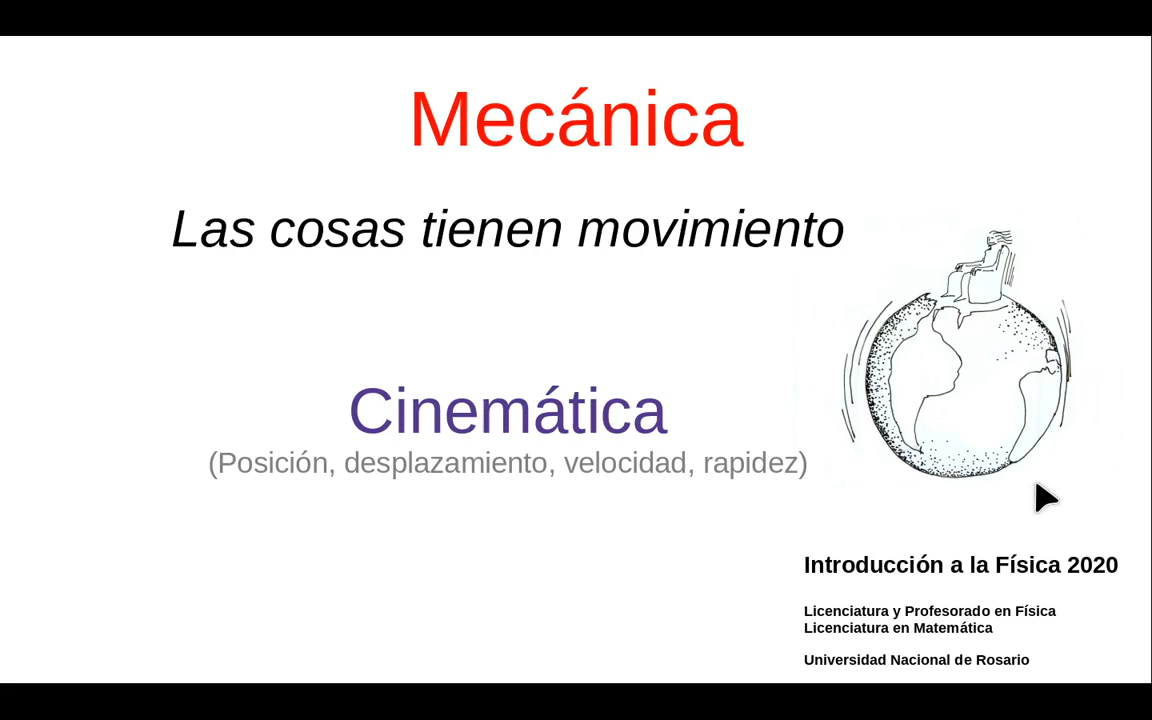 Mecánica
Las cosas tienen movimiento
Cinemática
(Posición, desplazamiento, velocidad, rapidez)
Introducción a la Física 2020
Licenciatura y Profesorado en Física
Licenciatura en Matemática
Universidad Nacional de Rosario